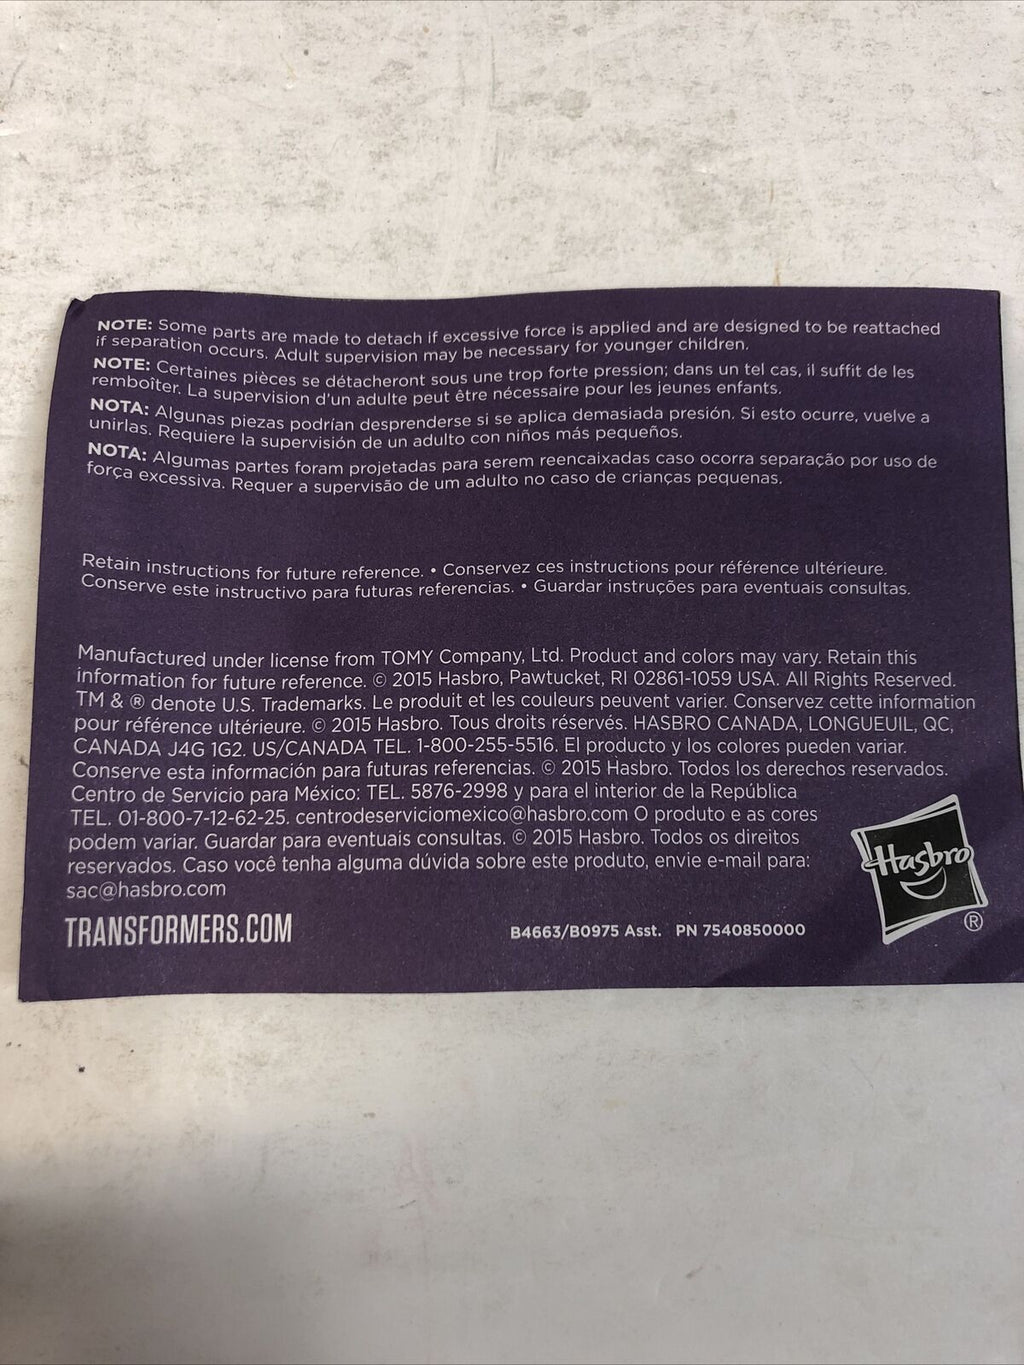 NOTE: Some parts are made to detach if excessive force is applied and are designed to be reattached
if separation occurs. Adult supervision may be necessary for younger children.
NOTE: Certaines pièces se détacheront sous une trop forte pression; dans un tel cas, il suffit de les
remboîter. La supervision d'un adulte peut être nécessaire pour les jeunes enfants.
NOTA: Algunas piezas podrían desprenderse si se aplica demasiada presión. Si esto ocurre, vuelve a
unirlas. Requiere la supervisión de un adulto con niños más pequeños.
NOTA: Algumas partes foram projetadas para serem reencaixadas caso ocorra separação por uso de
força excessiva. Requer a supervisão de um adulto no caso de crianças pequenas.
Retain instructions for future reference. • Conservez ces instructions pour référence ultérieure.
Conserve este instructivo para futuras referencias. • Guardar instruções para eventuais consultas.
Manufactured under license from TOMY Company, Ltd. Product and colors may vary. Retain this
information for future reference. © 2015 Hasbro, Pawtucket, RI 02861-1059 USA. All Rights Reserved.
TM & ® denote U.S. Trademarks. Le produit et les couleurs peuvent varier. Conservez cette information
pour référence ultérieure. © 2015 Hasbro. Tous droits réservés. HASBRO CANADA, LONGUEUIL, QC,
CANADA J4G 1G2. US/CANADA TEL. 1-800-255-5516. El producto y los colores pueden variar.
Conserve esta información para futuras referencias. © 2015 Hasbro. Todos los derechos reservados.
Centro de Servicio para México: TEL. 5876-2998 y para el interior de la República
TEL. 01-800-7-12-62-25. centrodeserviciomexico@hasbro.com O produto e as cores
podem variar. Guardar para eventuais consultas. © 2015 Hasbro. Todos os direitos
reservados. Caso você tenha alguma dúvida sobre este produto, envie e-mail para:
sac@hasbro.com
Hasbro ®
TRANSFORMERS.COM
B4663/B0975 Asst. PN 7540850000